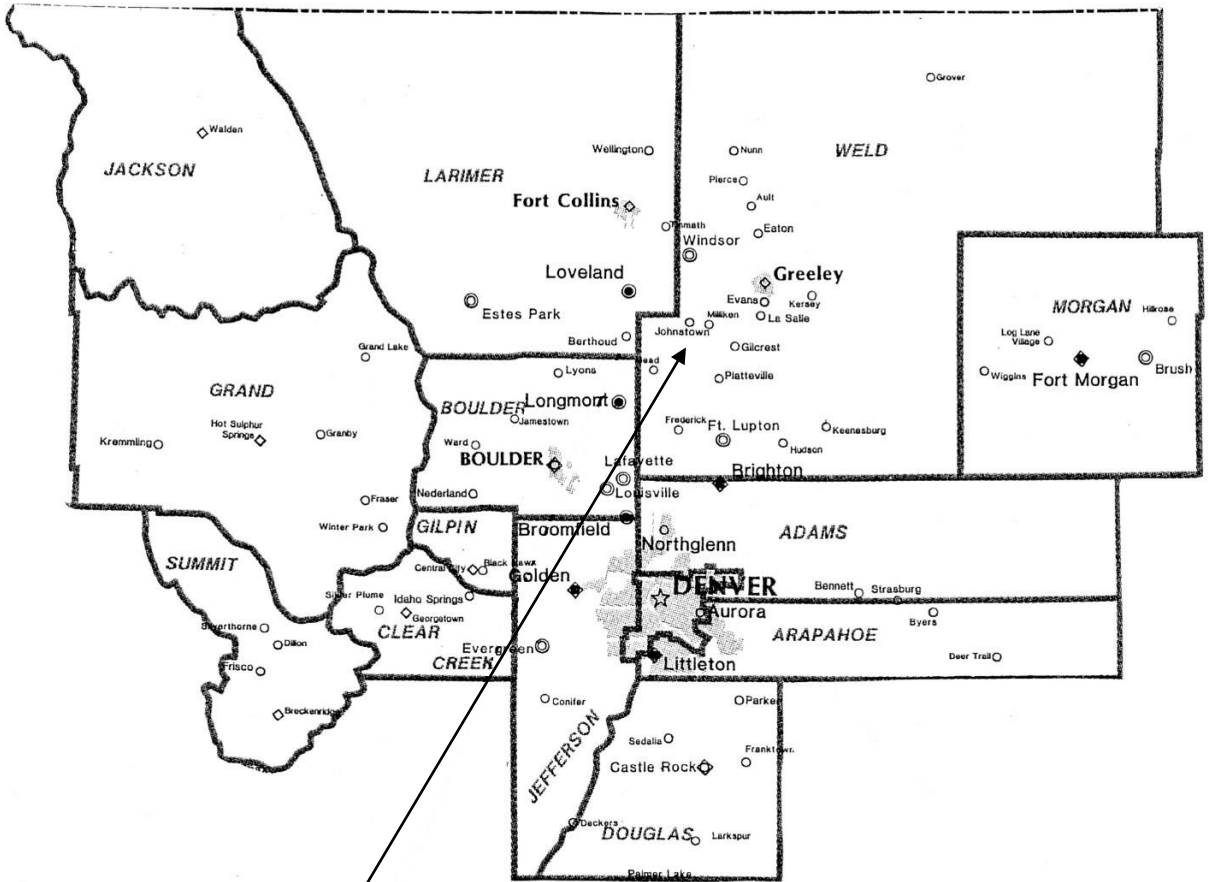 Grover
Walden
Wellington
Nunn
WELD
JACKSON
LARIMER
Pierce
Fort Collins
Ault
Eaton
Windsor
Loveland
Greeley
Estes Park
Evans
Kersey
MORGAN
Hillrose
Johnstown
Milliken
La Salle
Berthoud
Gilcrest
Log Lane
Village
Grand Lake
Lyons
Platteville
Wiggins
Fort Morgan
Brush
GRAND
BOULDER
Longmont
Jamestown
Hot Sulphur
Springs
Granby
Kremmling
Ward
Frederick
Ft. Lupton
Keenesburg
Hudson
BOULDER
Lafayette
Brighton
Louisville
Nederland
Fraser
Winter Park
GILPIN
Broomfield
Northglenn
ADAMS
SUMMIT
Central City
Black Hawk
Golden
DENVER
Bennett
Strasburg
Idaho Springs
Silver Plume
Georgetown
Aurora
Byers
Silverthorne
CLEAR
CREEK
ARAPAHOE
Dillon
Evergreen
Littleton
Deer Trail
Frisco
Breckenridge
Conifer
Parker
JEFFERSON
Sedalia
Castle Rock
Franktown
Deckers
DOUGLAS
Larkspur
Palmer Lake